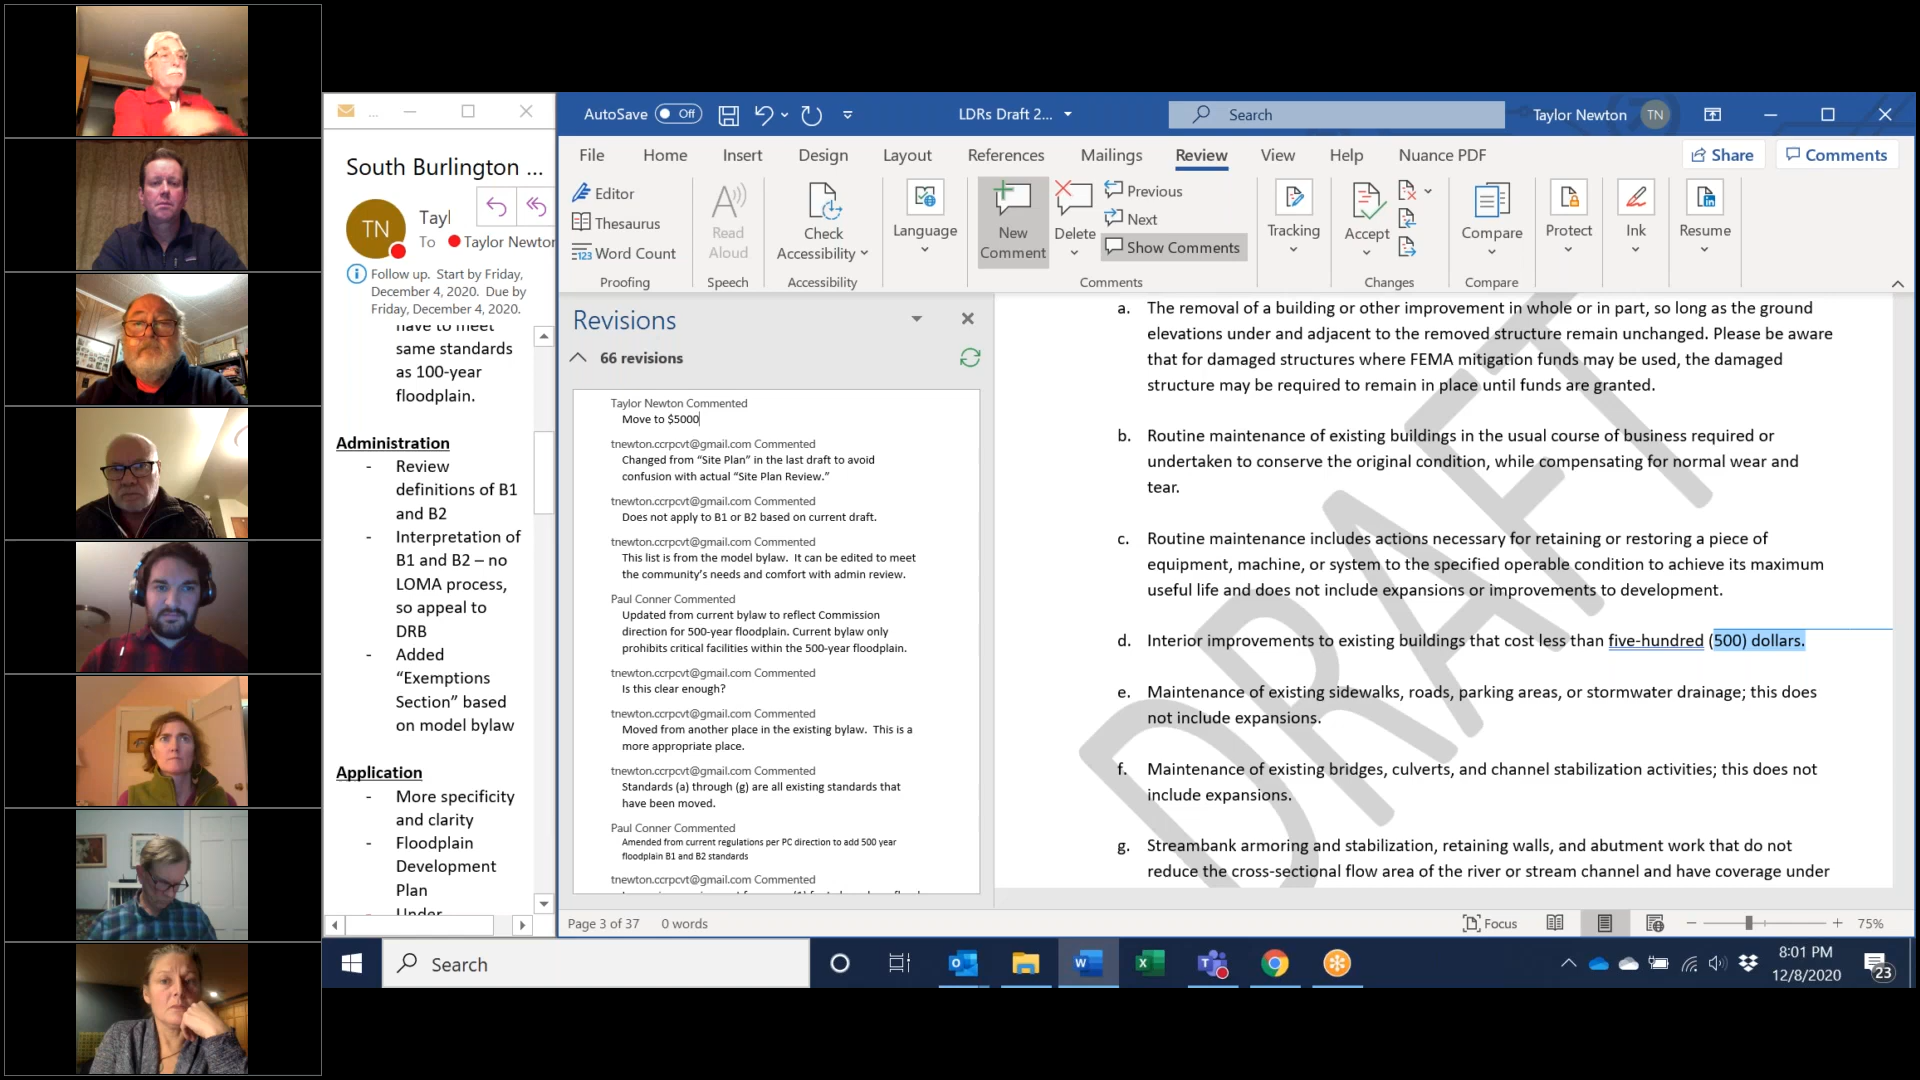 ...
South Burlington ...
TN
Tayl
To Taylor Newton
Follow up. Start by Friday,
December 4, 2020. Due by
Friday, December 4, 2020.
have to meet
same standards
as 100-year
floodplain.
Administration
- Review
definitions of B1
and B2
- Interpretation of
B1 and B2 – no
LOMA process,
so appeal to
DRB
- Added
“Exemptions
Section” based
on model bylaw
Application
- More specificity
and clarity
- Floodplain
Development
Plan
- Under
AutoSave Off
LDRs Draft 2...
Search
Taylor Newton TN
File Home Insert Design Layout References Mailings Review View Help Nuance PDF
Share Comments
Editor
Thesaurus
123 Word Count
Proofing
Read
Aloud
Speech
Check
Accessibility
Accessibility
Language
New
Comment
Delete
Previous
Next
Show Comments
Comments
Tracking
Accept
Changes
Compare
Compare
Protect
Ink
Resume
Revisions
66 revisions
Taylor Newton Commented
Move to $5000
tnewton.ccrpcvt@gmail.com Commented
Changed from “Site Plan” in the last draft to avoid
confusion with actual “Site Plan Review.”
tnewton.ccrpcvt@gmail.com Commented
Does not apply to B1 or B2 based on current draft.
tnewton.ccrpcvt@gmail.com Commented
This list is from the model bylaw. It can be edited to meet
the community’s needs and comfort with admin review.
Paul Conner Commented
Updated from current bylaw to reflect Commission
direction for 500-year floodplain. Current bylaw only
prohibits critical facilities within the 500-year floodplain.
tnewton.ccrpcvt@gmail.com Commented
Is this clear enough?
tnewton.ccrpcvt@gmail.com Commented
Moved from another place in the existing bylaw. This is a
more appropriate place.
tnewton.ccrpcvt@gmail.com Commented
Standards (a) through (g) are all existing standards that
have been moved.
Paul Conner Commented
Amended from current regulations per PC direction to add 500 year
floodplain B1 and B2 standards
tnewton.ccrpcvt@gmail.com Commented
DRAFT
a. The removal of a building or other improvement in whole or in part, so long as the ground
elevations under and adjacent to the removed structure remain unchanged. Please be aware
that for damaged structures where FEMA mitigation funds may be used, the damaged
structure may be required to remain in place until funds are granted.
b. Routine maintenance of existing buildings in the usual course of business required or
undertaken to conserve the original condition, while compensating for normal wear and
tear.
c. Routine maintenance includes actions necessary for retaining or restoring a piece of
equipment, machine, or system to the specified operable condition to achieve its maximum
useful life and does not include expansions or improvements to development.
d. Interior improvements to existing buildings that cost less than five-hundred (500) dollars.
e. Maintenance of existing sidewalks, roads, parking areas, or stormwater drainage; this does
not include expansions.
f. Maintenance of existing bridges, culverts, and channel stabilization activities; this does not
include expansions.
g. Streambank armoring and stabilization, retaining walls, and abutment work that do not
reduce the cross-sectional flow area of the river or stream channel and have coverage under
Page 3 of 37 0 words
Focus
75%
Search
8:01 PM
12/8/2020
23